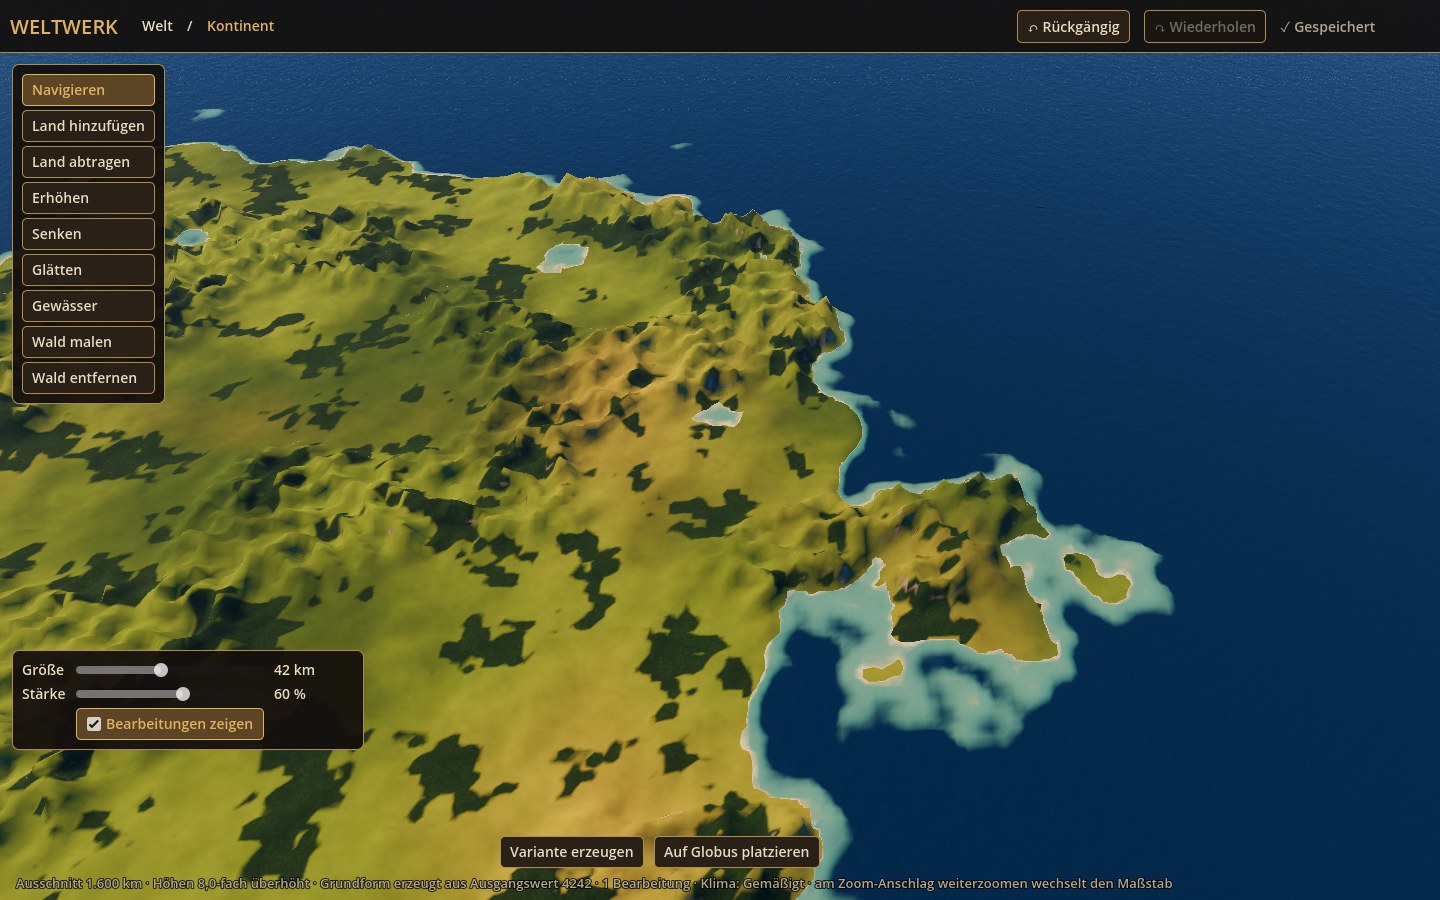 WELTWERK Welt / Kontinent Rückgängig Wiederholen ✓ Gespeichert
Navigieren
Land hinzufügen
Land abtragen
Erhöhen
Senken
Glätten
Gewässer
Wald malen
Wald entfernen
Größe 42 km
Stärke 60 %
Bearbeitungen zeigen
Variante erzeugen Auf Globus platzieren
Ausschnitt 1.600 km · Höhen 8,0-fach überhöht · Grundform erzeugt aus Ausgangswert 4242 · 1 Bearbeitung · Klima: Gemäßigt · am Zoom-Anschlag weiterzoomen wechselt den Maßstab